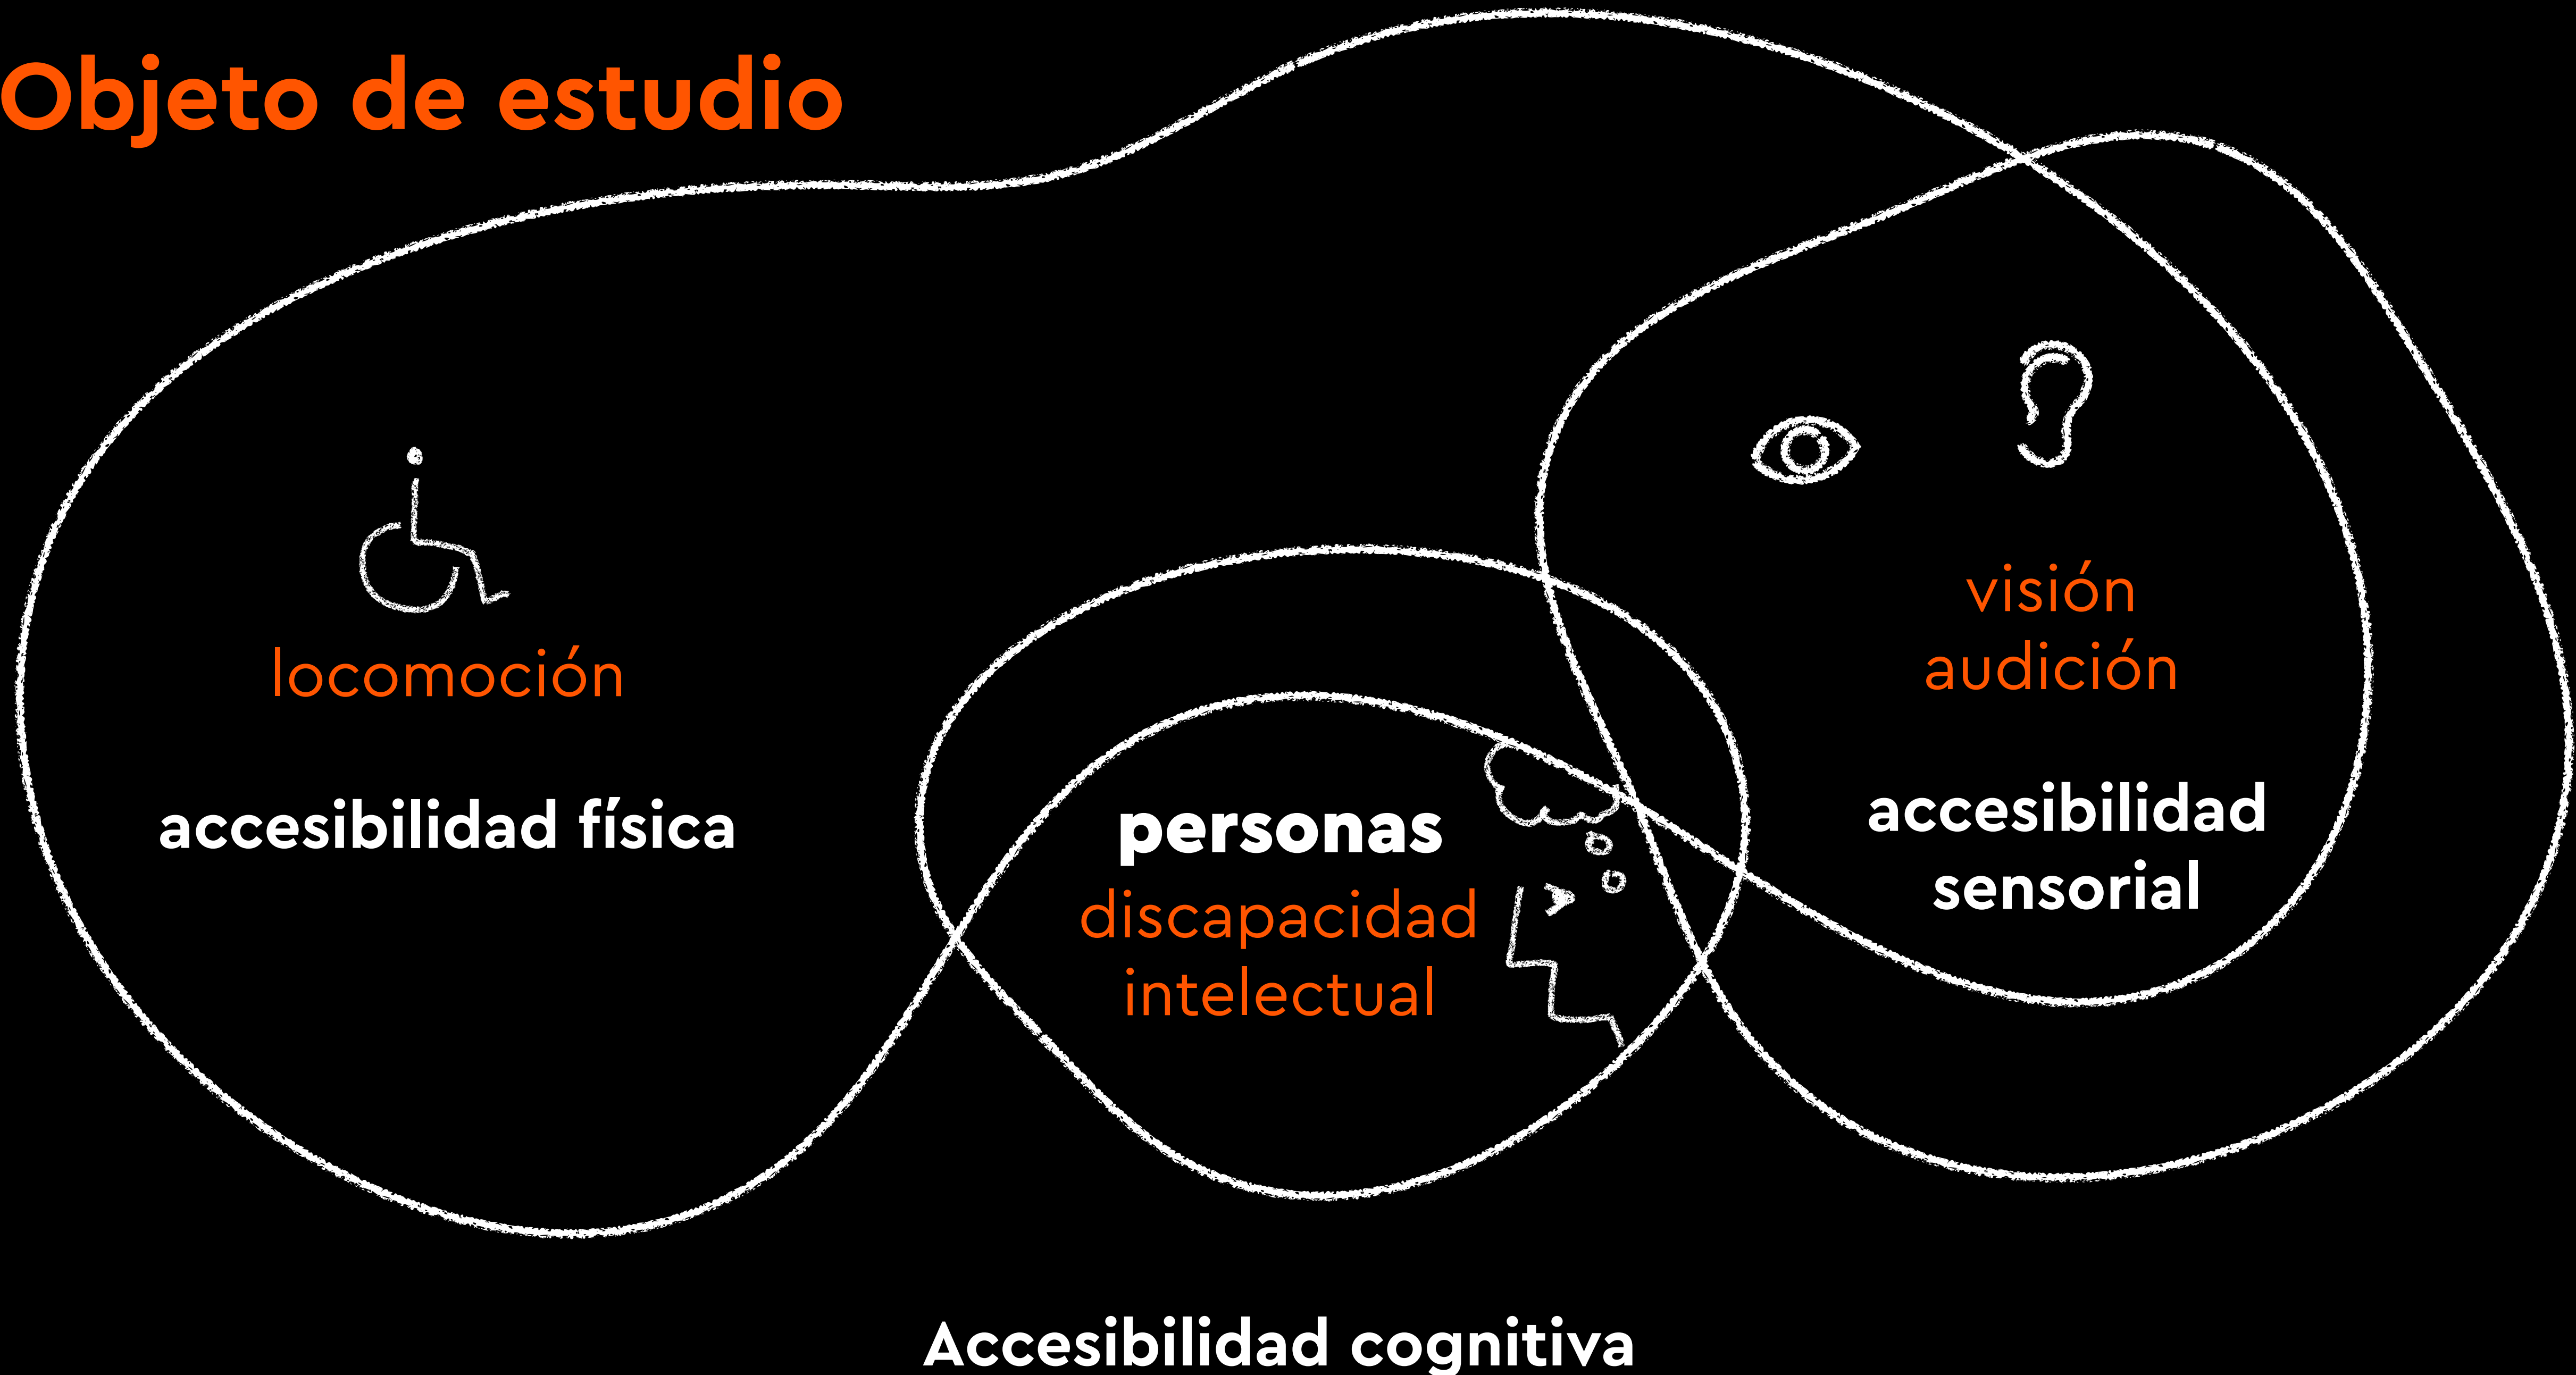 Objeto de estudio
locomoción
accesibilidad física
personas
discapacidad
intelectual
visión
audición
accesibilidad
sensorial
Accesibilidad cognitiva